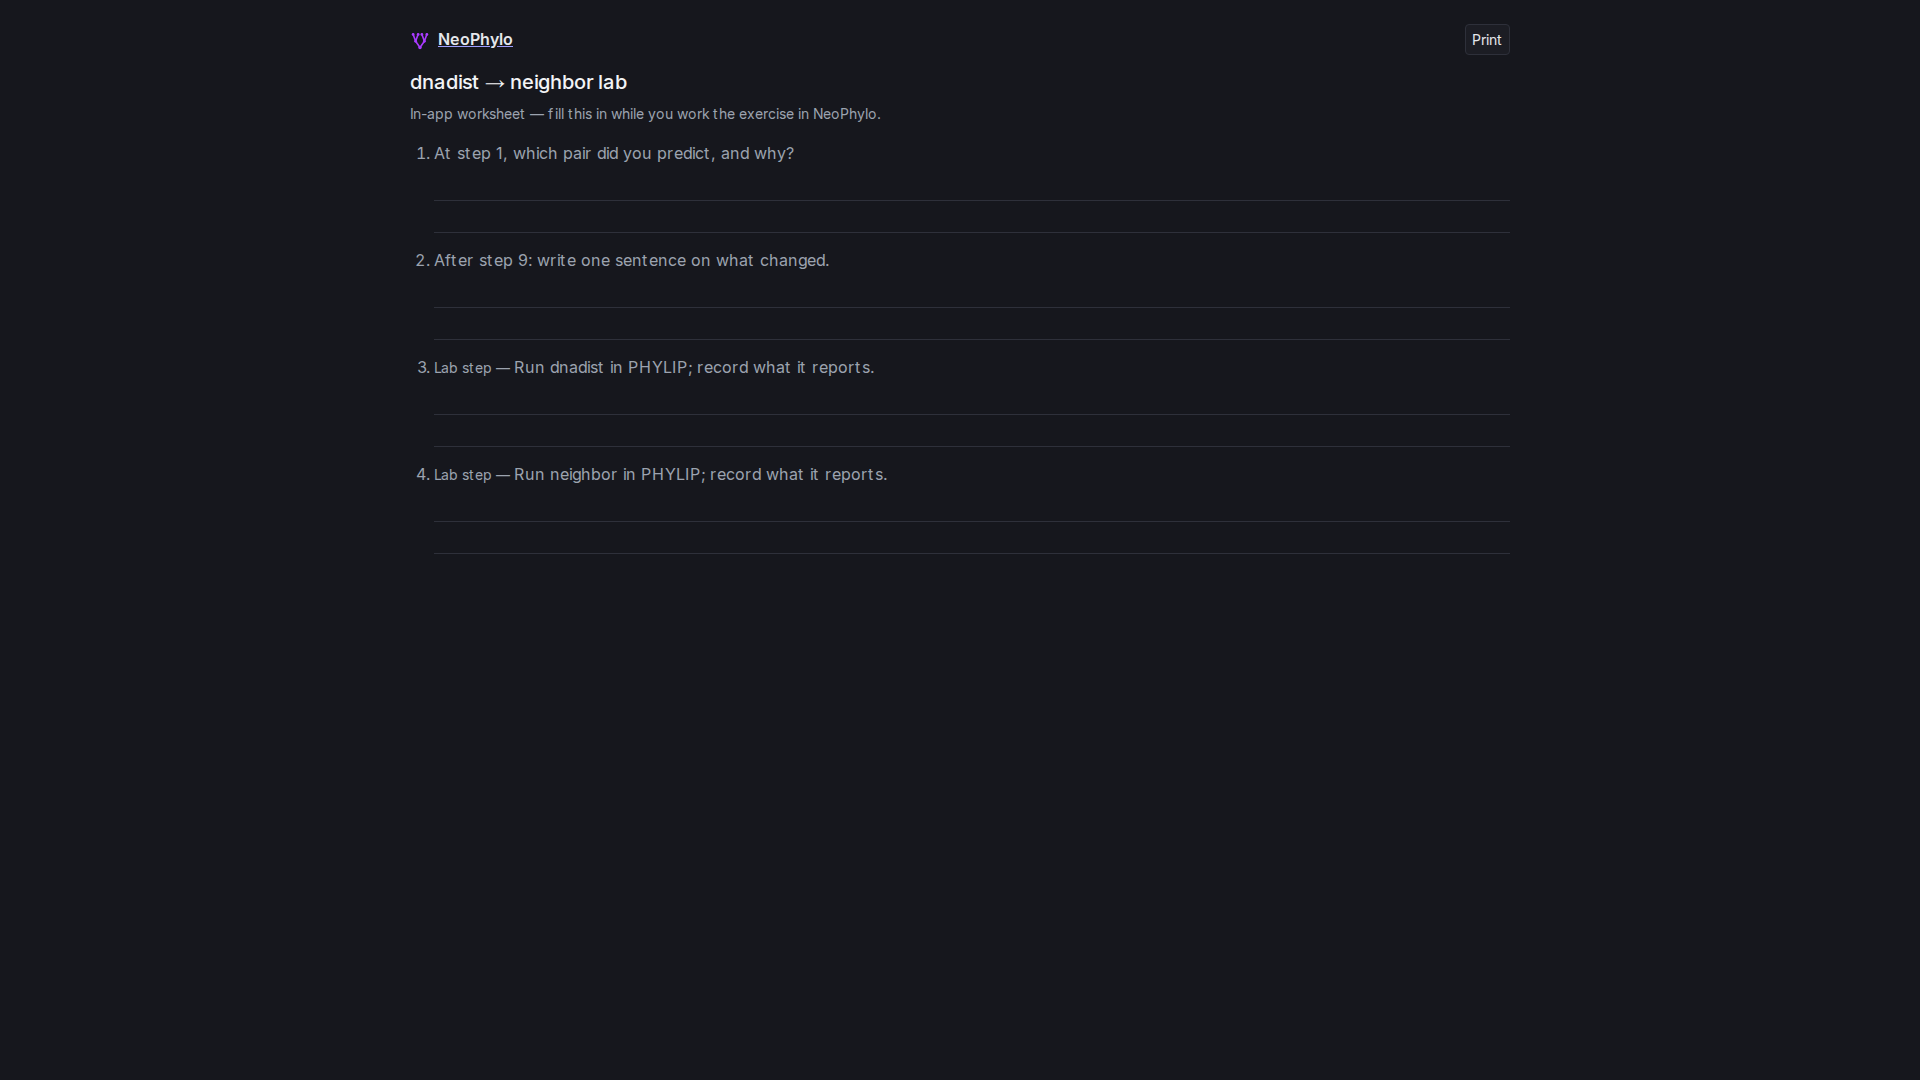 NeoPhylo
Print
dnadist → neighbor lab
In-app worksheet — fill this in while you work the exercise in NeoPhylo.
1. At step 1, which pair did you predict, and why?
2. After step 9: write one sentence on what changed.
3. Lab step — Run dnadist in PHYLIP; record what it reports.
4. Lab step — Run neighbor in PHYLIP; record what it reports.